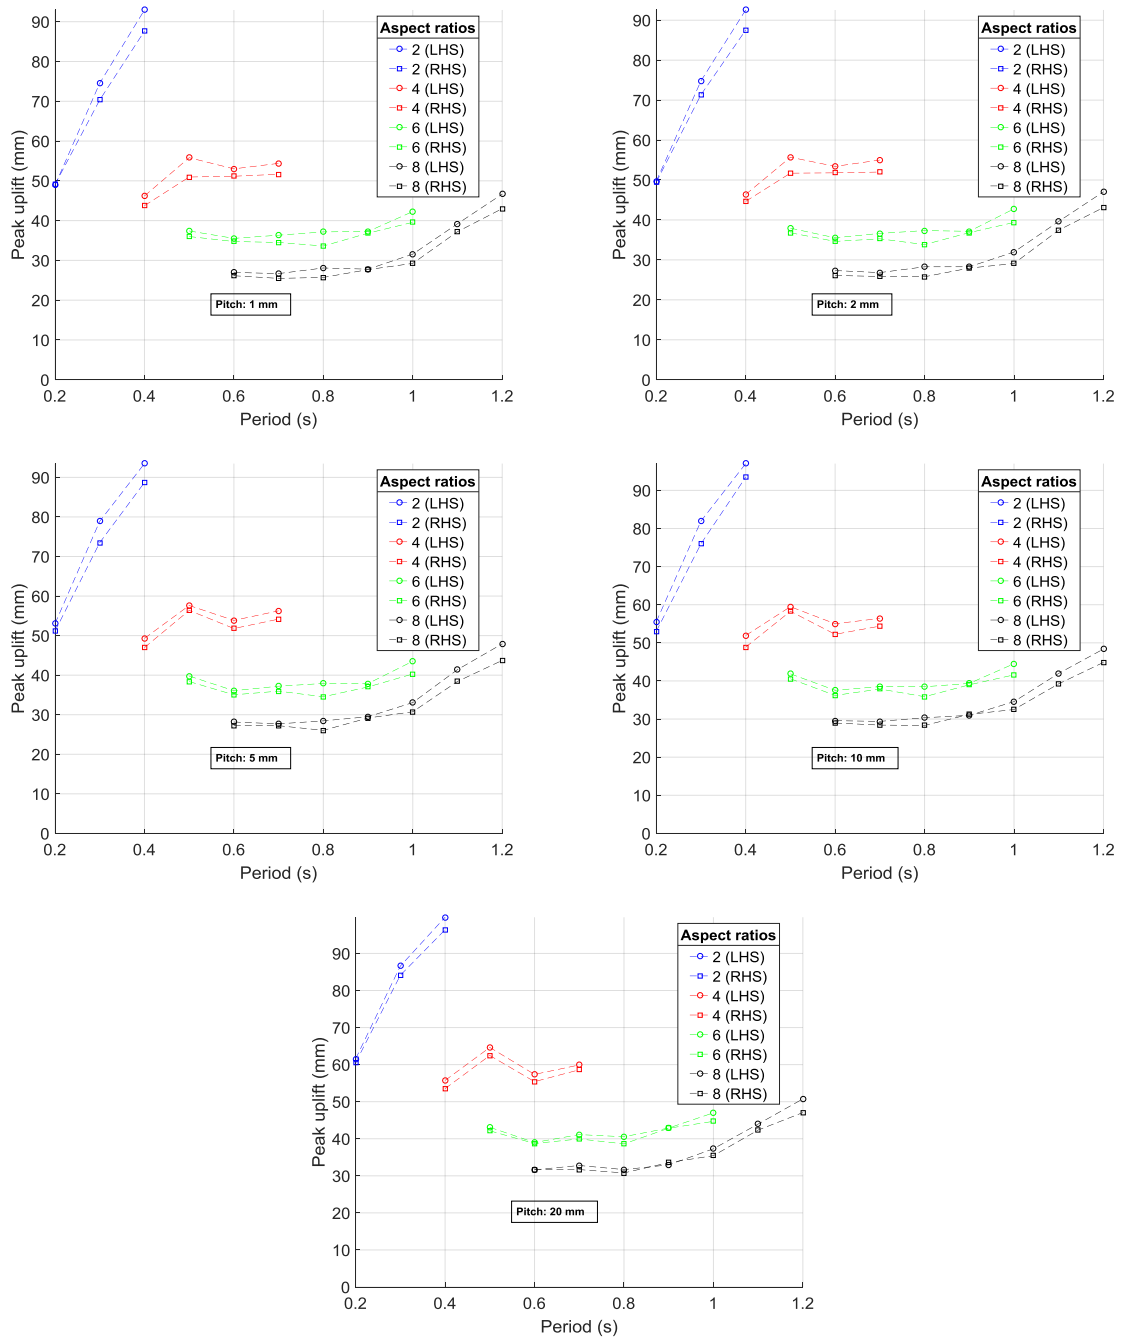 90
80
70
60
50
40
30
20
10
0
0.2 0.4 0.6 0.8 1 1.2
Period (s)
Peak uplift (mm)
Aspect ratios
2 (LHS)
2 (RHS)
4 (LHS)
4 (RHS)
6 (LHS)
6 (RHS)
8 (LHS)
8 (RHS)
Pitch: 1 mm
90
80
70
60
50
40
30
20
10
0
0.2 0.4 0.6 0.8 1 1.2
Period (s)
Peak uplift (mm)
Aspect ratios
2 (LHS)
2 (RHS)
4 (LHS)
4 (RHS)
6 (LHS)
6 (RHS)
8 (LHS)
8 (RHS)
Pitch: 2 mm
90
80
70
60
50
40
30
20
10
0
0.2 0.4 0.6 0.8 1 1.2
Period (s)
Peak uplift (mm)
Aspect ratios
2 (LHS)
2 (RHS)
4 (LHS)
4 (RHS)
6 (LHS)
6 (RHS)
8 (LHS)
8 (RHS)
Pitch: 5 mm
90
80
70
60
50
40
30
20
10
0
0.2 0.4 0.6 0.8 1 1.2
Period (s)
Peak uplift (mm)
Aspect ratios
2 (LHS)
2 (RHS)
4 (LHS)
4 (RHS)
6 (LHS)
6 (RHS)
8 (LHS)
8 (RHS)
Pitch: 10 mm
90
80
70
60
50
40
30
20
10
0
0.2 0.4 0.6 0.8 1 1.2
Period (s)
Peak uplift (mm)
Aspect ratios
2 (LHS)
2 (RHS)
4 (LHS)
4 (RHS)
6 (LHS)
6 (RHS)
8 (LHS)
8 (RHS)
Pitch: 20 mm